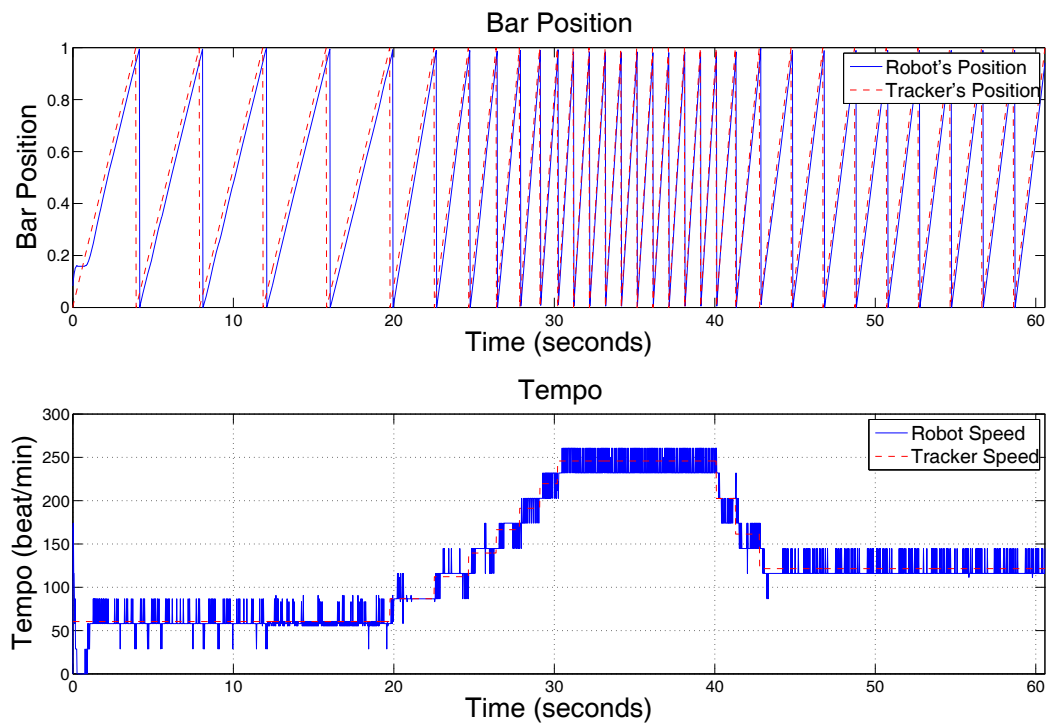 Bar Position
Bar Position
1
0.8
0.6
0.4
0.2
0
Robot's Position
Tracker's Position
0 10 20 30 40 50 60
Time (seconds)
Tempo
Tempo (beat/min)
300
250
200
150
100
50
0
Robot Speed
Tracker Speed
0 10 20 30 40 50 60
Time (seconds)